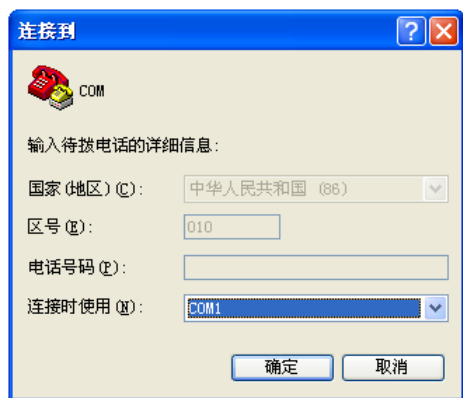 连接到
COM
输入待拨电话的详细信息:
国家(地区)(C): 中华人民共和国 (86)
区号(E): 010
电话号码(P):
连接时使用(N): COM1
确定 取消